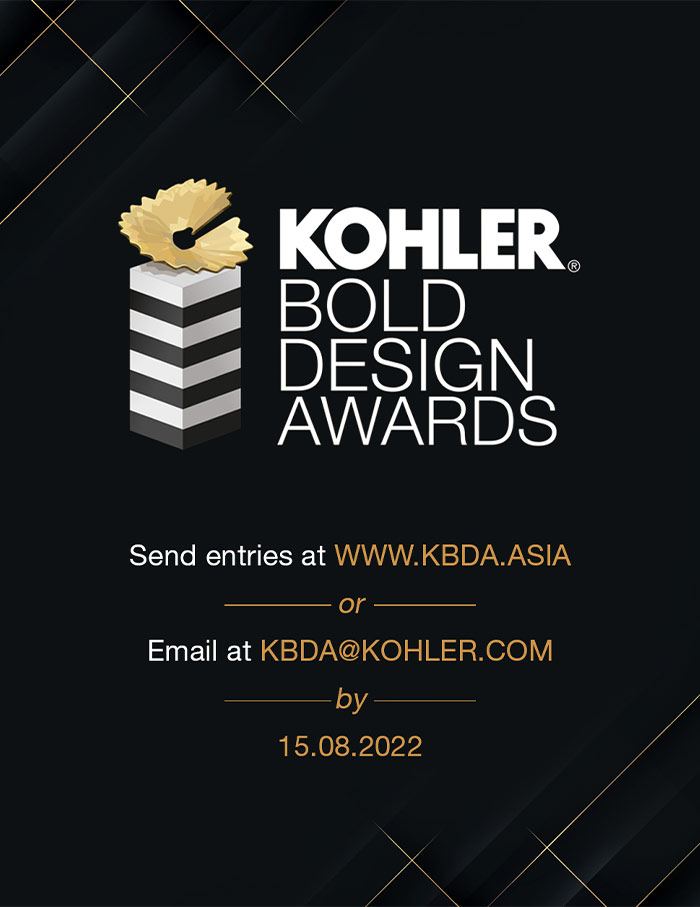 KOHLER®
BOLD
DESIGN
AWARDS
Send entries at WWW.KBDA.ASIA
or
Email at KBDA@KOHLER.COM
by
15.08.2022